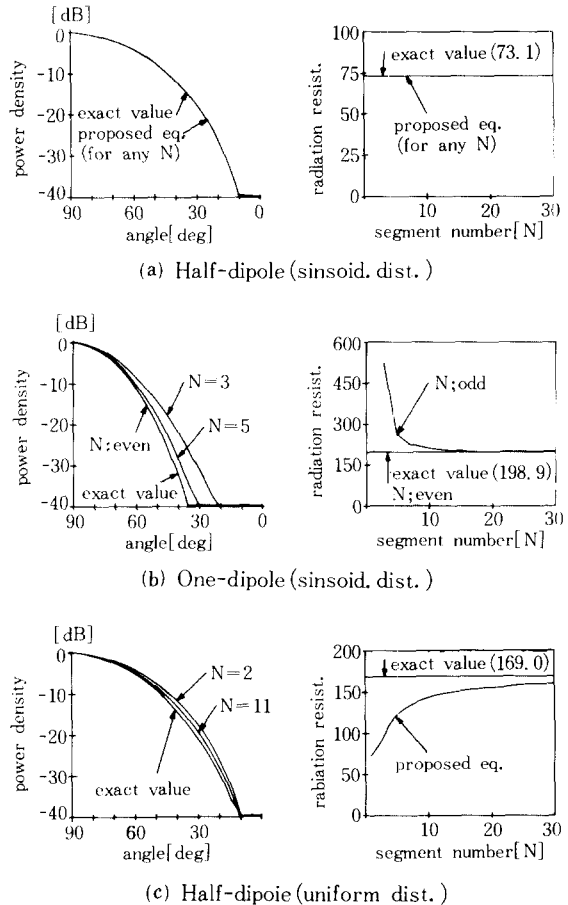 [dB]
0
-10
-20
-30
-40
power density
exact value
proposed eq.
(for any N)
90
60
30
0
angle[deg]
100
75
50
25
0
radiation resist.
exact value(73.1)
proposed eq.
(for any N)
10
20
30
segment number[N]
(a) Half-dipole(sinsoid. dist.)
[dB]
0
-10
-20
-30
-40
power density
N=3
N=5
N:even
exact value
90
60
30
0
angle[deg]
600
450
300
150
0
radiation resist.
N;odd
exact value(198.9)
N;even
10
20
30
segment number[N]
(b) One-dipole(sinsoid. dist.)
[dB]
0
-10
-20
-30
-40
power density
N=2
N=11
exact value
90
60
30
0
angle[deg]
200
150
100
50
0
rabiation resist.
exact value(169.0)
proposed eq.
10
20
30
segment number[N]
(c) Half-dipoie(uniform dist.)